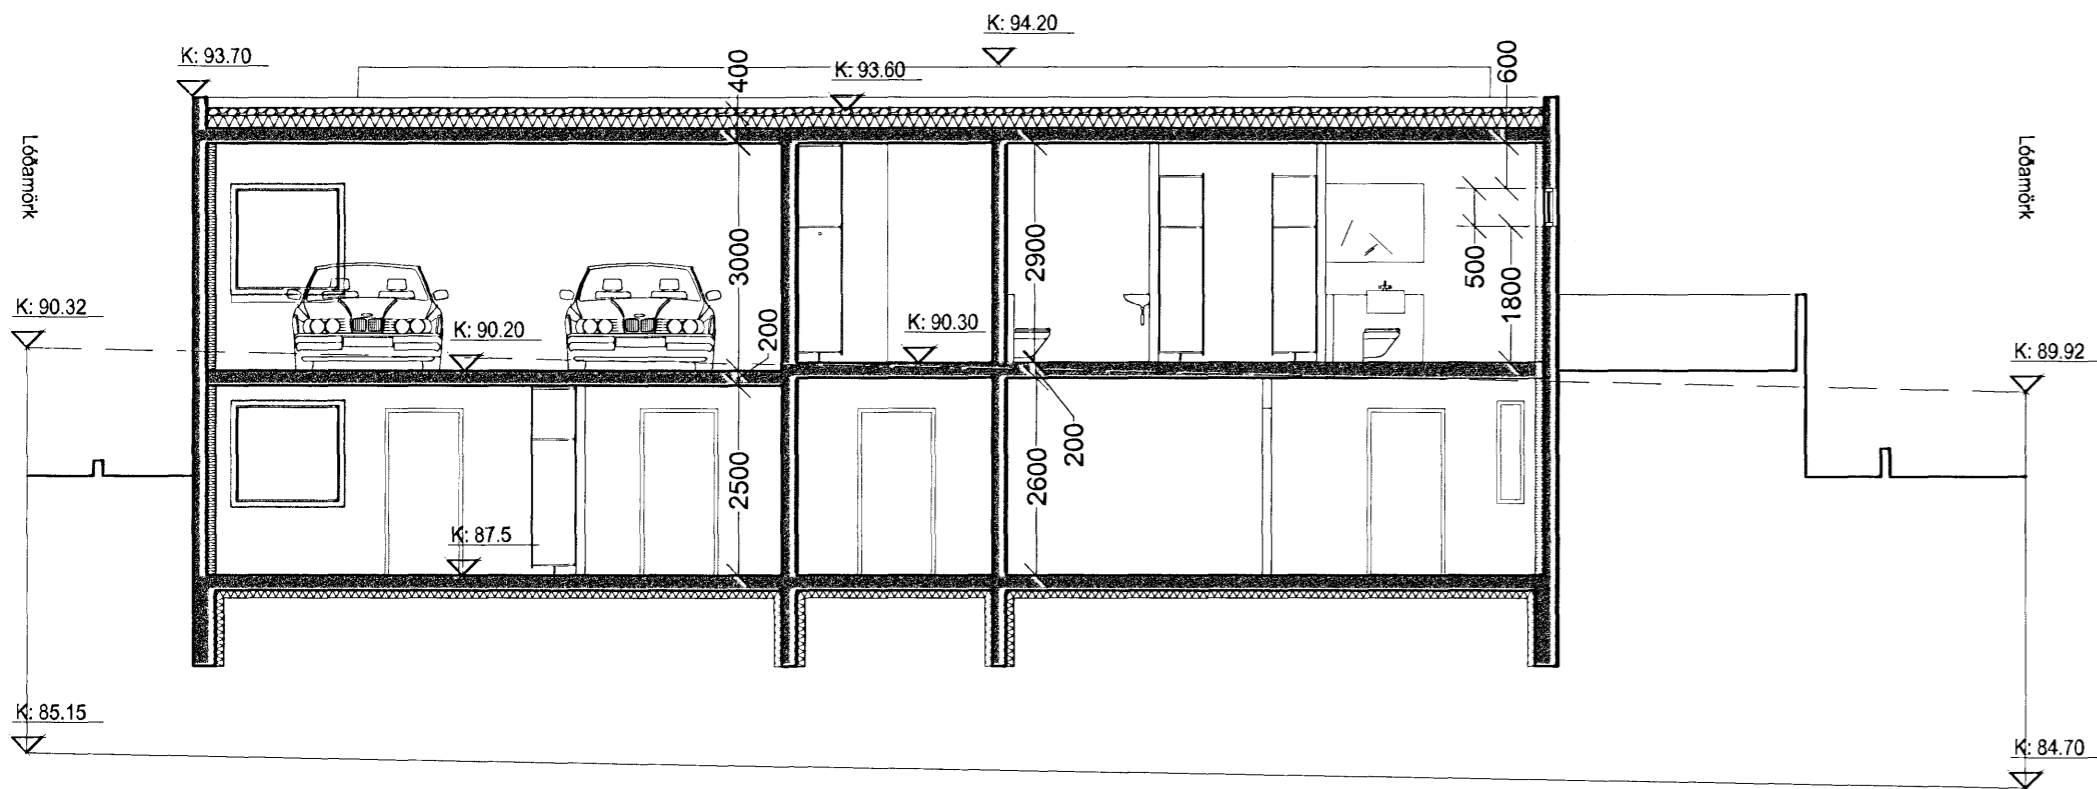 K: 94.20
K: 93.70
K: 93.60
400
600
Lóðamörk
Lóðamörk
3000
2900
500
1800
K: 90.32
K: 90.20
200
K: 90.30
K: 89.92
200
2500
2600
K: 87.5
K: 85.15
K: 84.70